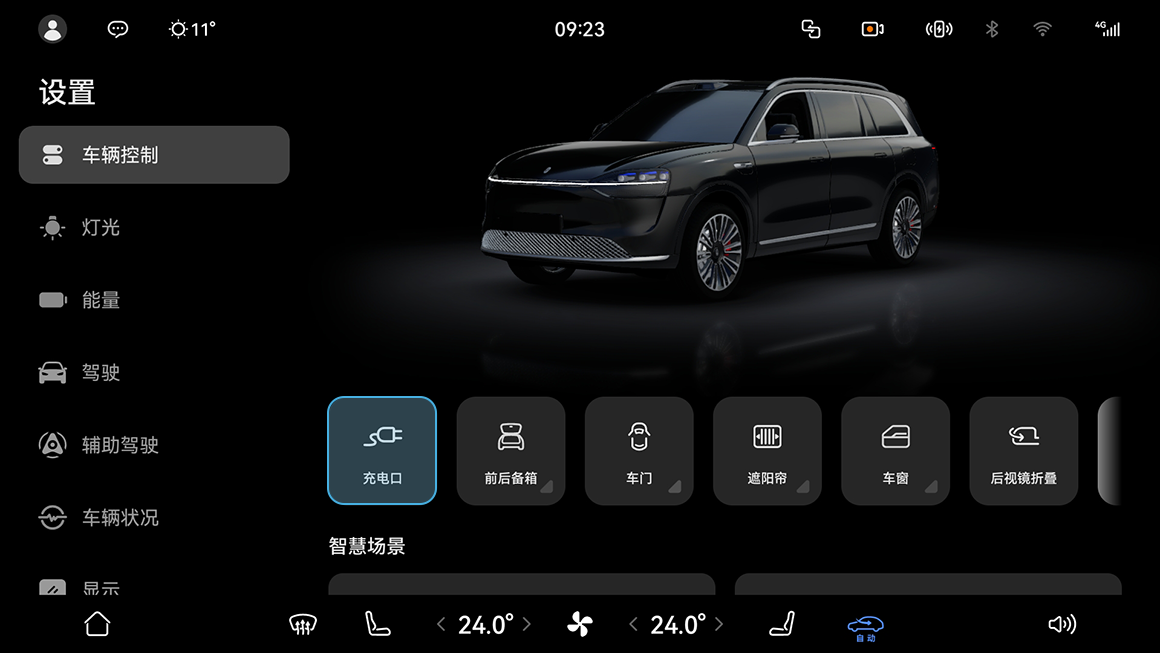 11°
09:23
4G
设置
车辆控制
灯光
能量
驾驶
辅助驾驶
车辆状况
显示
充电口
前后备箱
车门
遮阳帘
车窗
后视镜折叠
智慧场景
24.0°
24.0°
自动